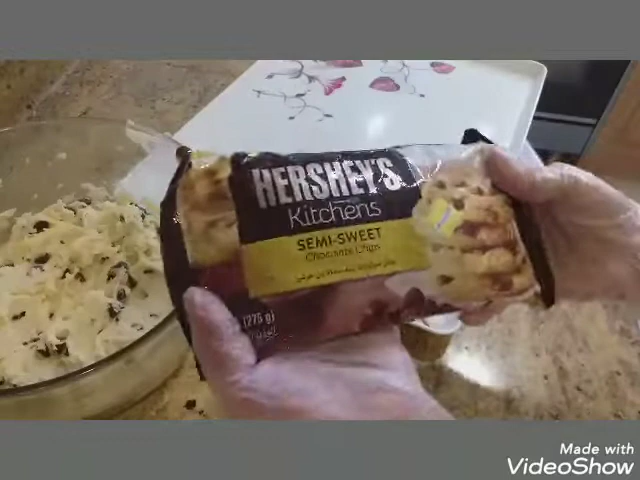 HERSHEY'S
Kitchens
SEMI-SWEET
Chocolate Chips
(275 g)
Made with
VideoShow